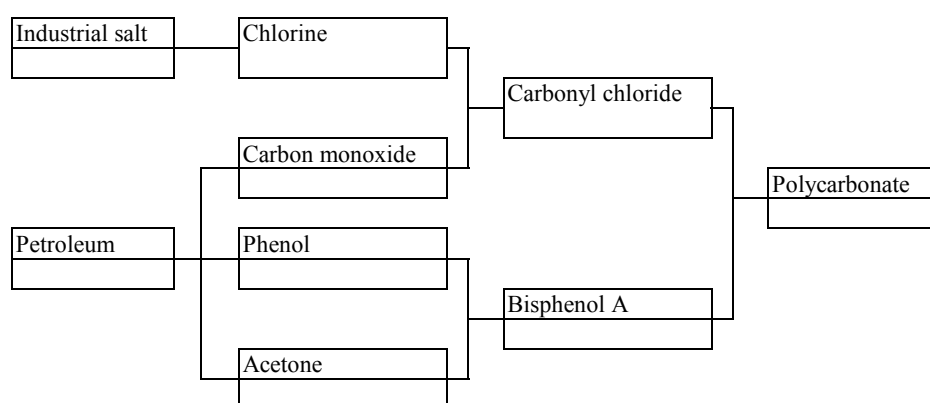 Industrial salt
Chlorine
Carbonyl chloride
Carbon monoxide
Polycarbonate
Petroleum
Phenol
Bisphenol A
Acetone